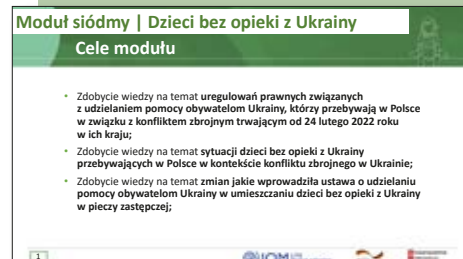 Moduł siódmy | Dzieci bez opieki z Ukrainy
Cele modułu
• Zdobycie wiedzy na temat uregulowań prawnych związanych
z udzielaniem pomocy obywatelom Ukrainy, którzy przebywają w Polsce
w związku z konfliktem zbrojnym trwającym od 24 lutego 2022 roku
w ich kraju;
• Zdobycie wiedzy na temat sytuacji dzieci bez opieki z Ukrainy
przebywających w Polsce w kontekście konfliktu zbrojnego w Ukrainie;
• Zdobycie wiedzy na temat zmian jakie wprowadziła ustawa o udzielaniu
pomocy obywatelom Ukrainy w umieszczaniu dzieci bez opieki z Ukrainy
w pieczy zastępczej;
1
IOM